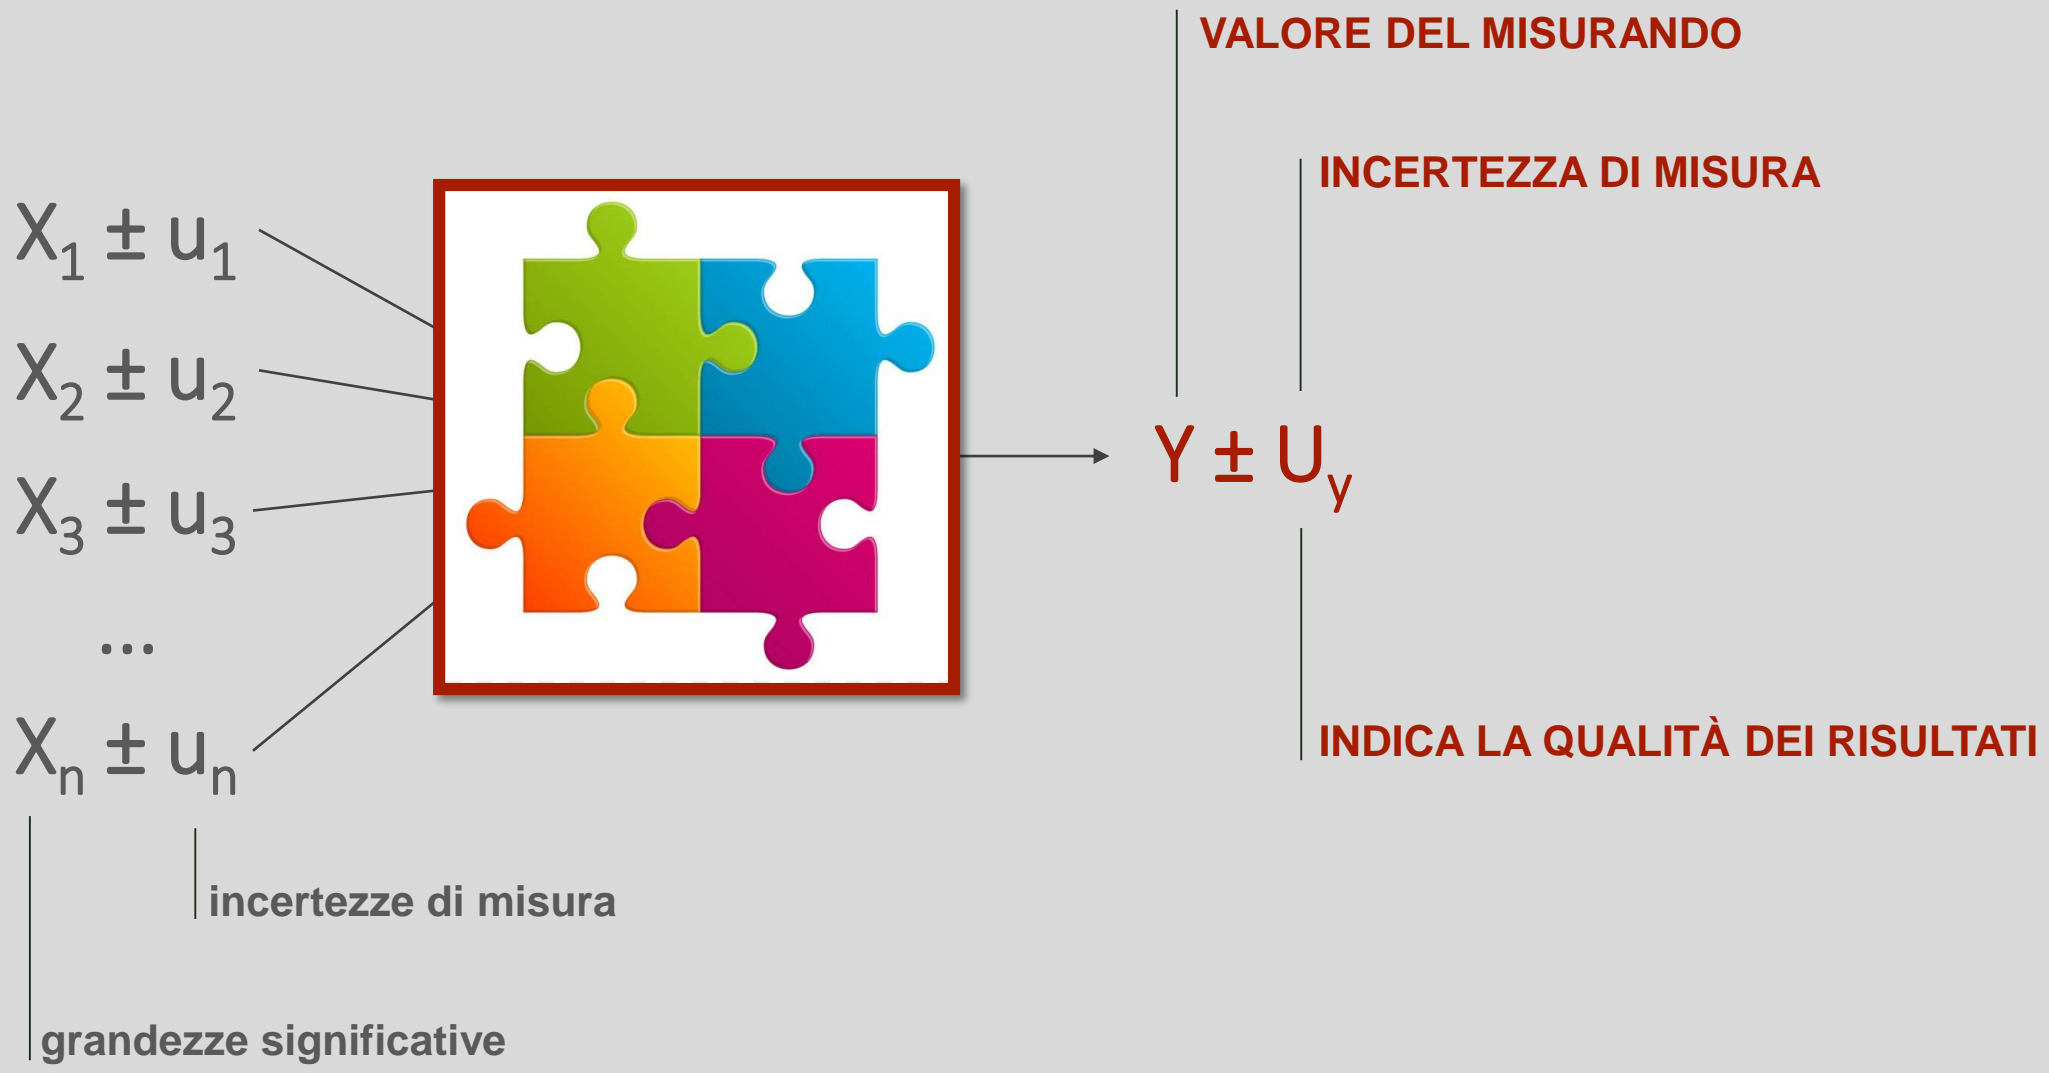 VALORE DEL MISURANDO
INCERTEZZA DI MISURA
X₁ ± u₁
X₂ ± u₂
X₃ ± u₃
...
Xₙ ± uₙ
Y ± Uy
INDICA LA QUALITÀ DEI RISULTATI
incertezze di misura
grandezze significative